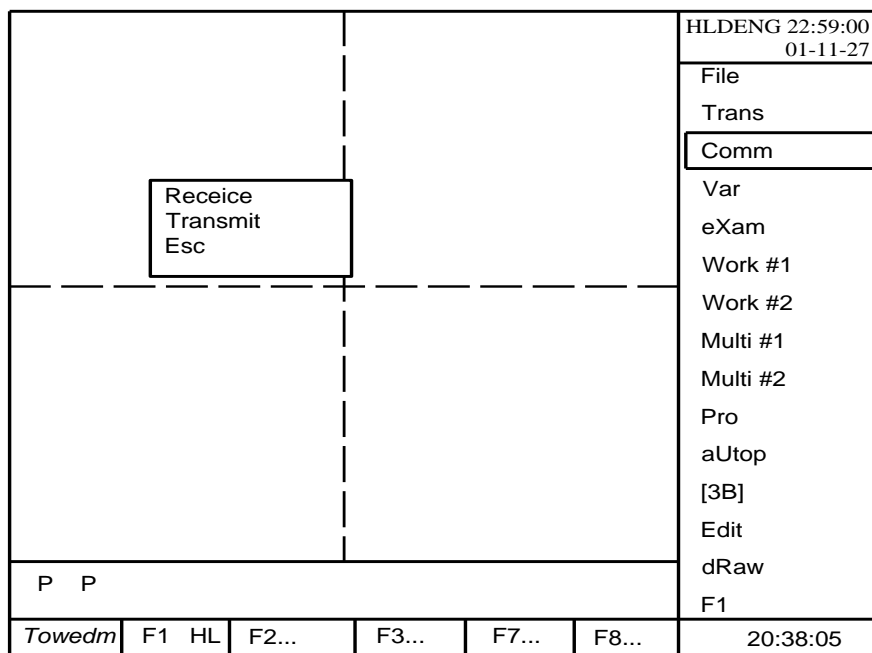 HLDENG 22:59:00
01-11-27
File
Trans
Comm
Var
eXam
Work #1
Work #2
Multi #1
Multi #2
Pro
aUtop
[3B]
Edit
dRaw
F1
Receice
Transmit
Esc
P P
Towedm F1 HL F2... F3... F7... F8... 20:38:05